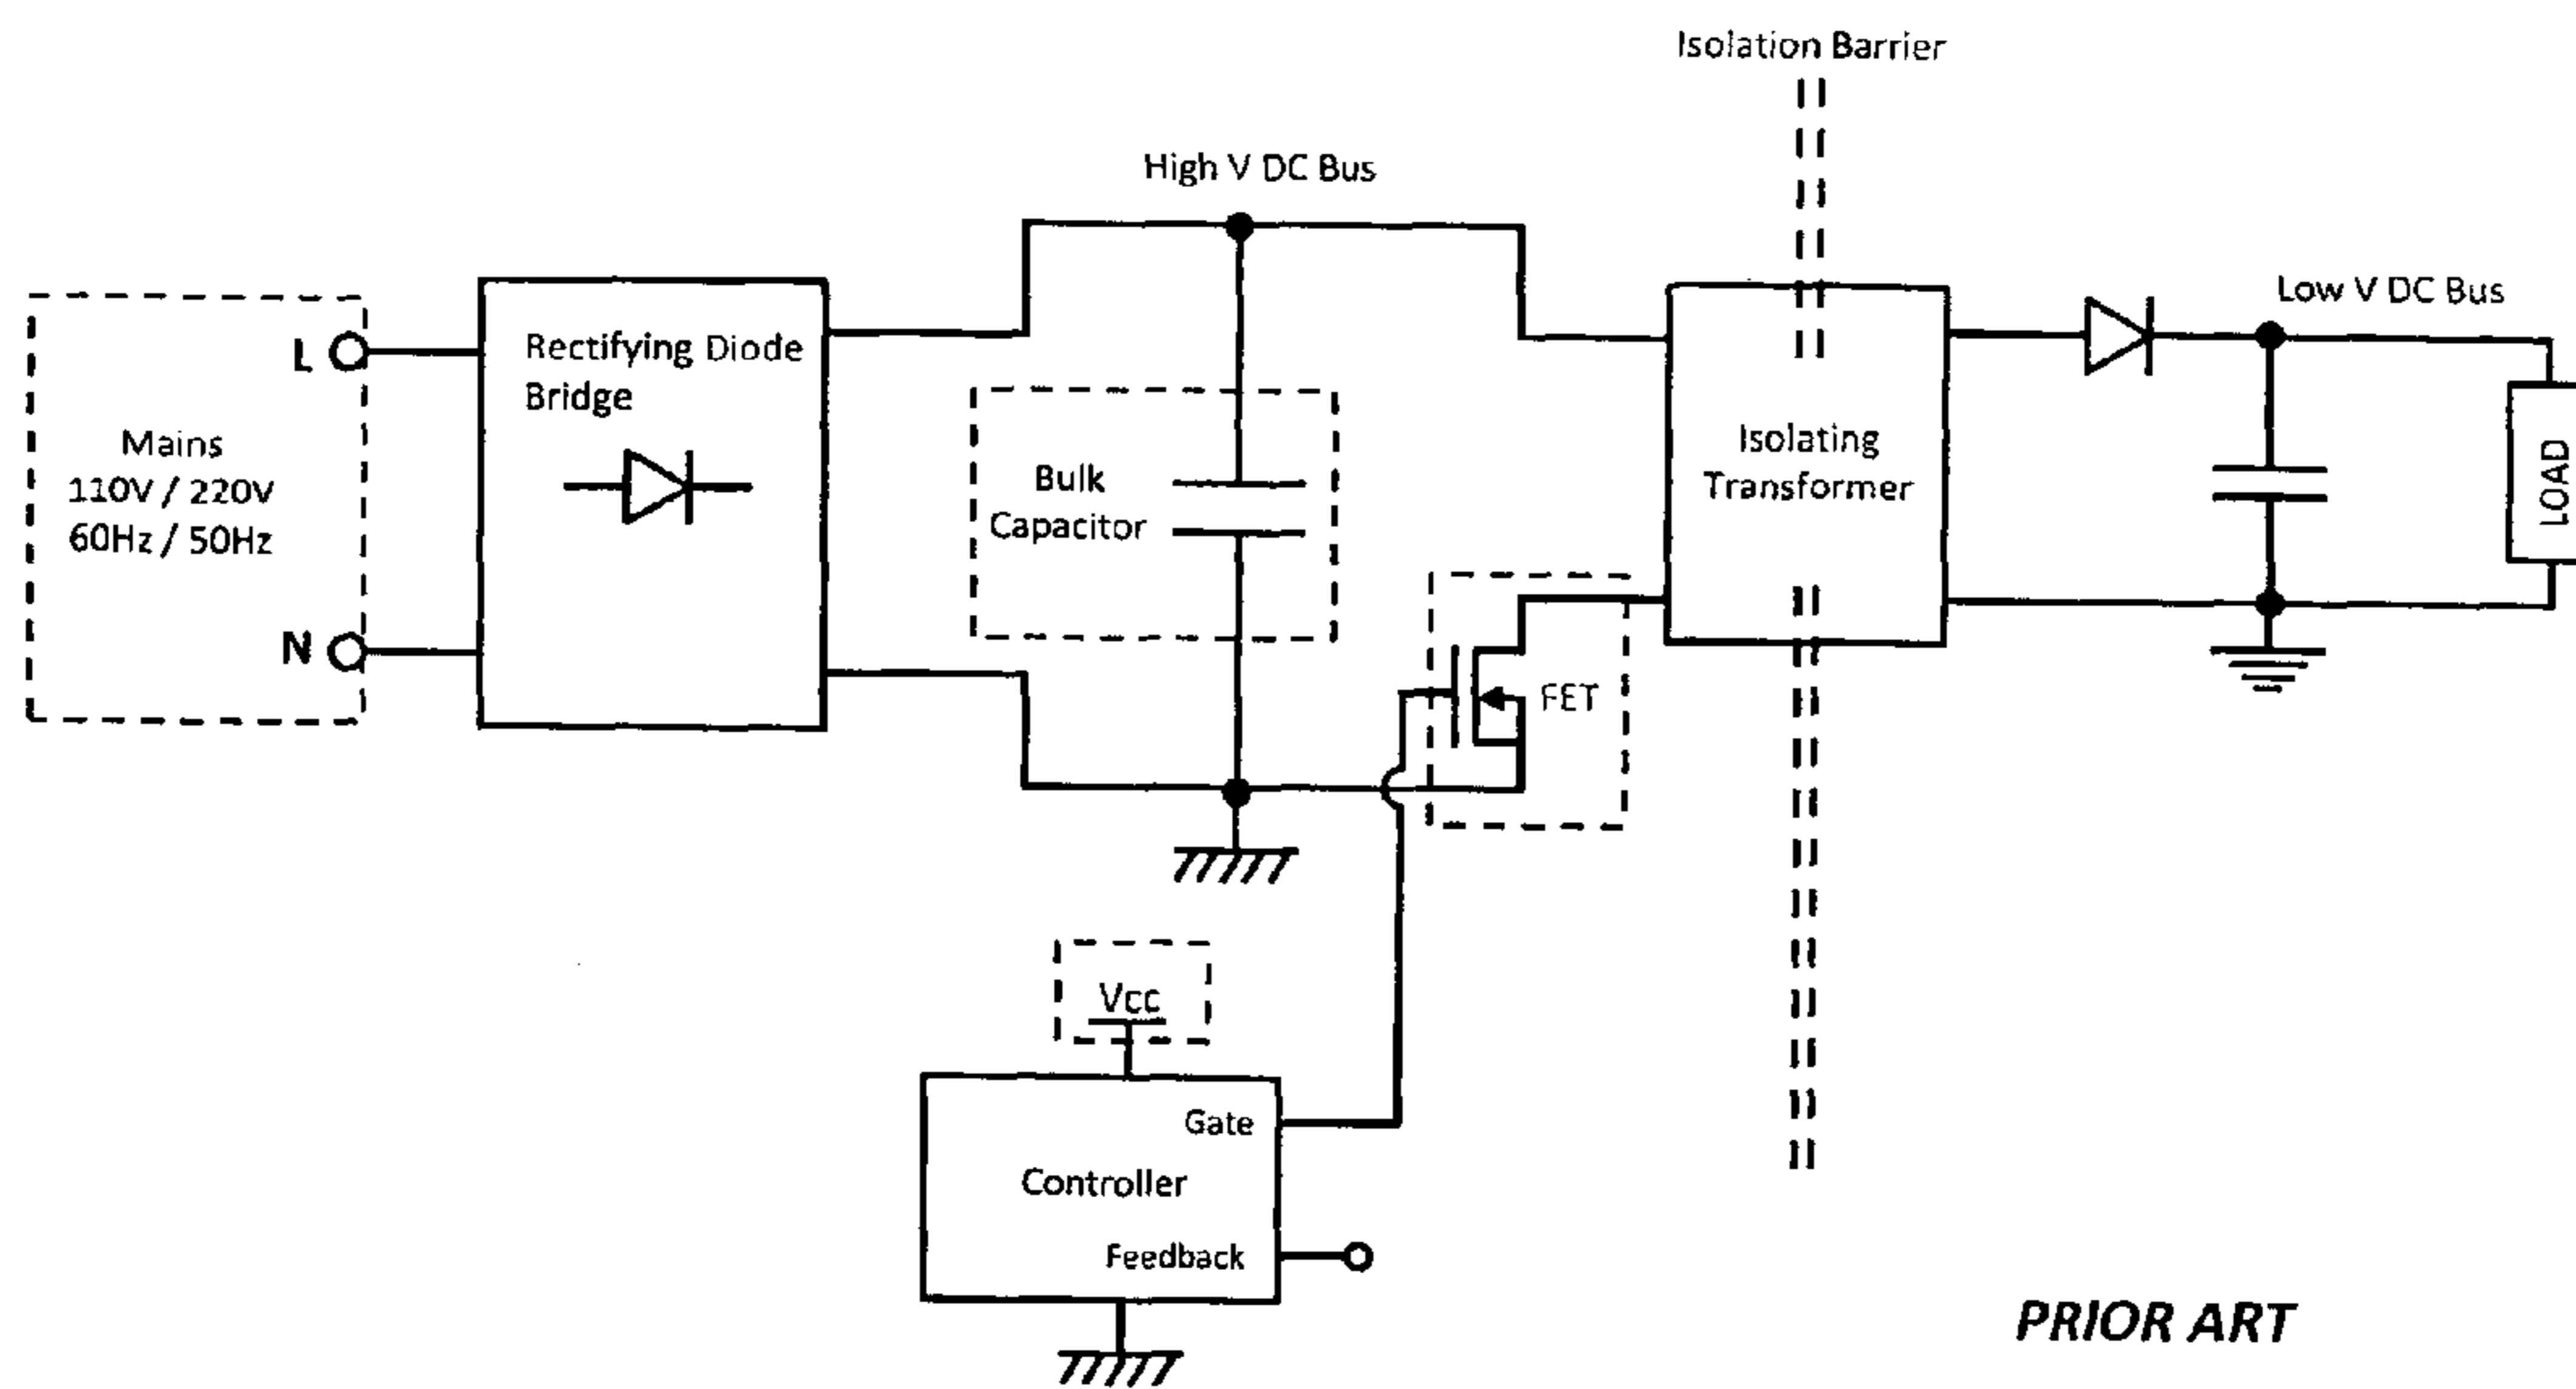 Isolation Barrier
High V DC Bus
Low V DC Bus
L
Rectifying Diode
Bridge
Mains
110V / 220V
60Hz / 50Hz
N
Bulk
Capacitor
Isolating
Transformer
LOAD
FET
Vcc
Gate
Controller
Feedback
PRIOR ART